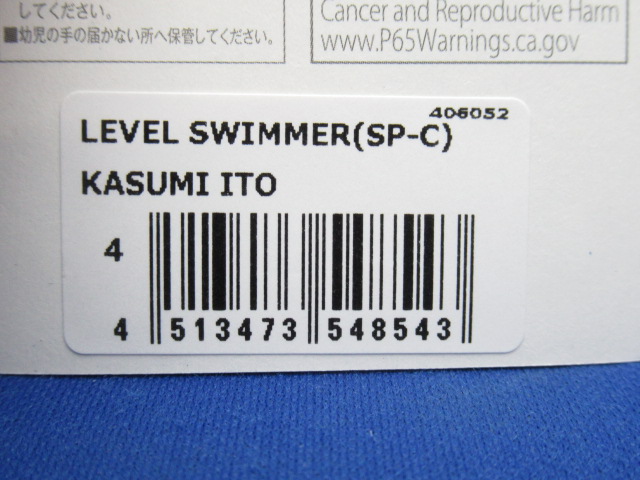 してください。
■幼児の手の届かない所へ保管してください。
Cancer and Reproductive Harm
www.P65Warnings.ca.gov
406052
LEVEL SWIMMER(SP-C)
KASUMI ITO
4
4 513473 548543